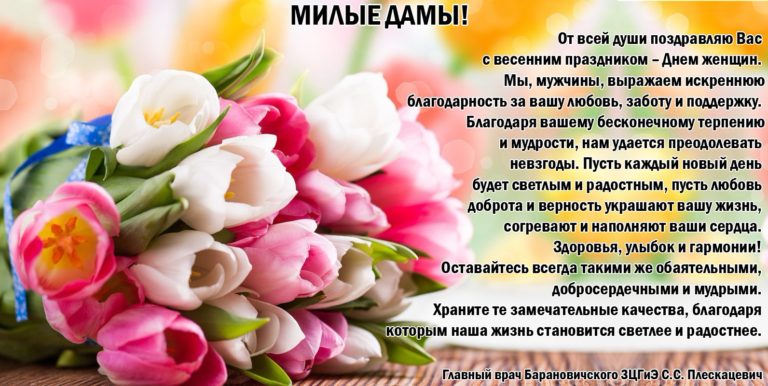 МИЛЫЕ ДАМЫ!
От всей души поздравляю Вас
с весенним праздником – Днем женщин.
Мы, мужчины, выражаем искреннюю
благодарность за вашу любовь, заботу и поддержку.
Благодаря вашему бесконечному терпению
и мудрости, нам удается преодолевать
невзгоды. Пусть каждый новый день
будет светлым и радостным, пусть любовь
доброта и верность украшают вашу жизнь,
согревают и наполняют ваши сердца.
Здоровья, улыбок и гармонии!
Оставайтесь всегда такими же обаятельными,
добросердечными и мудрыми.
Храните те замечательные качества, благодаря
которым наша жизнь становится светлее и радостнее.
Главный врач Барановичского ЗЦГиЭ С.С. Плескацевич